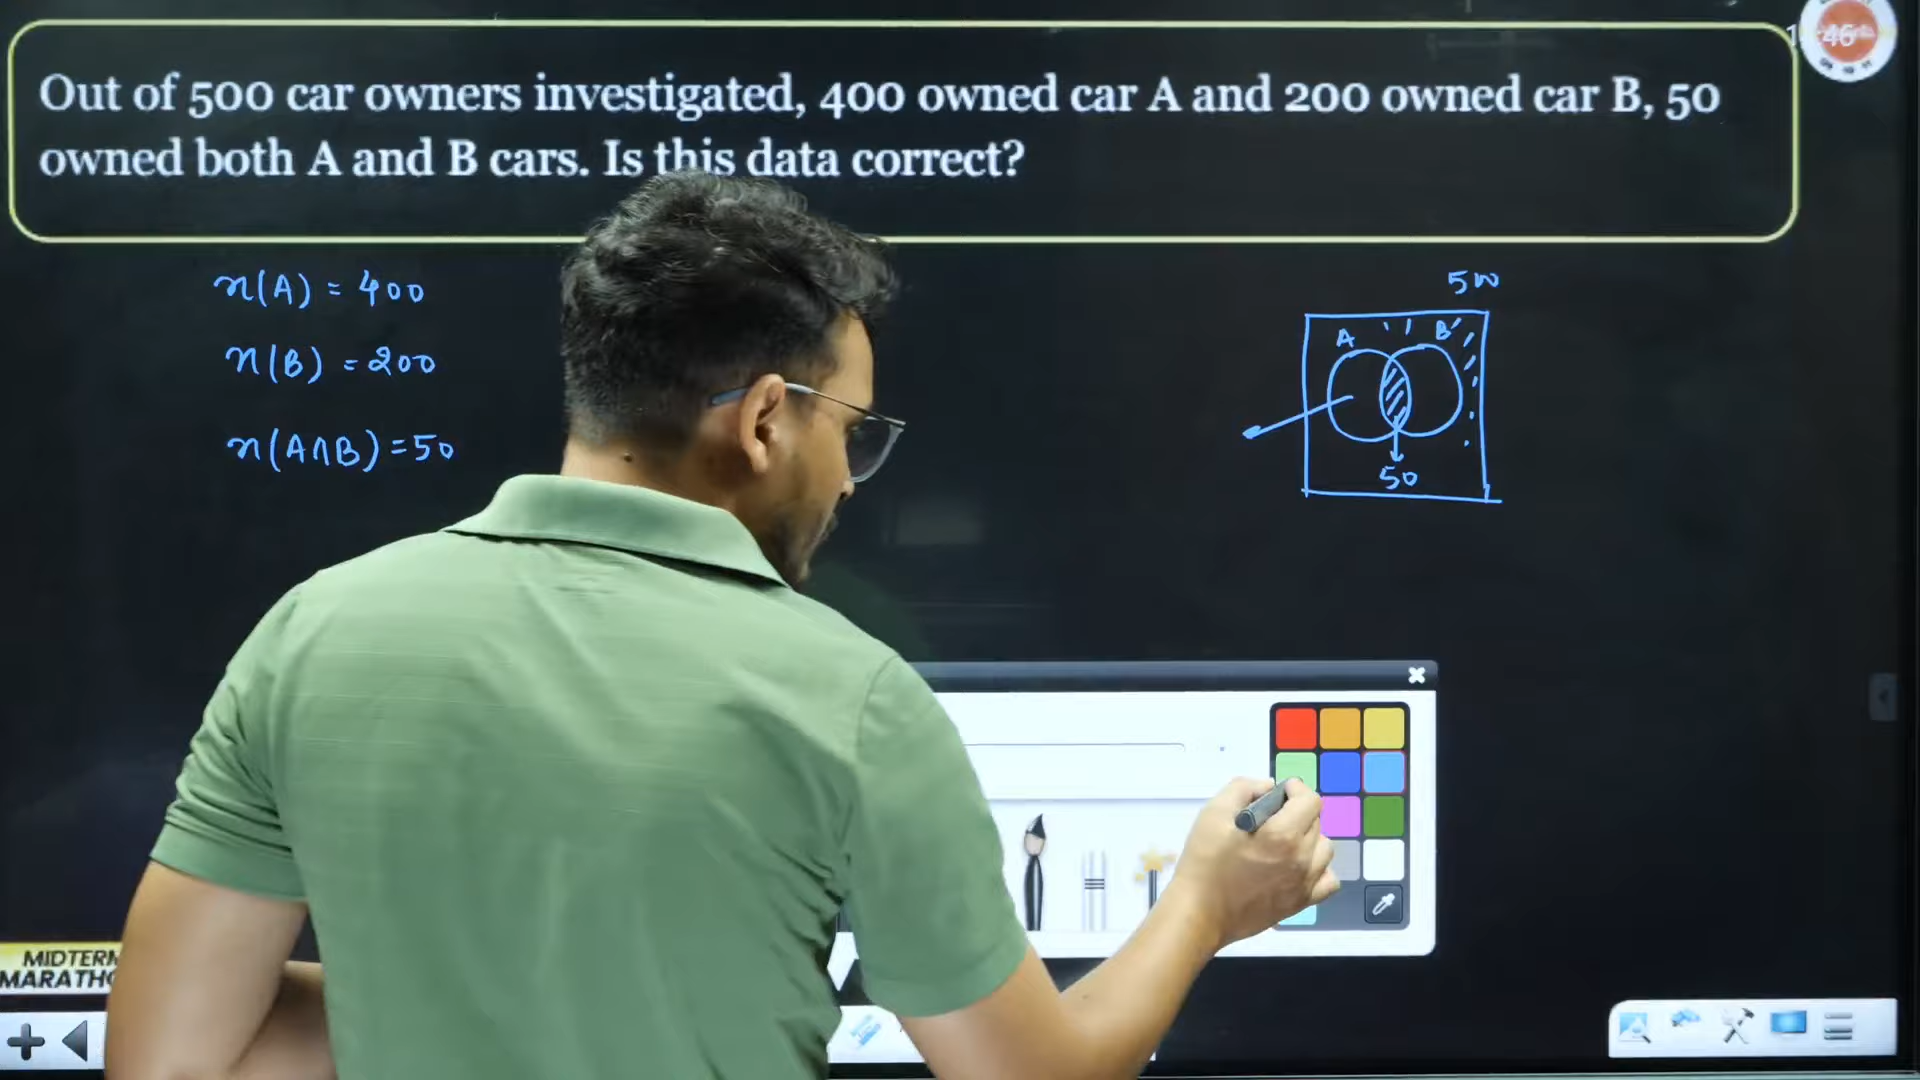 Out of 500 car owners investigated, 400 owned car A and 200 owned car B, 50
owned both A and B cars. Is this data correct?
n(A) = 400
n(B) = 200
n(A∩B) = 50
500
A
B
50
MIDTERM